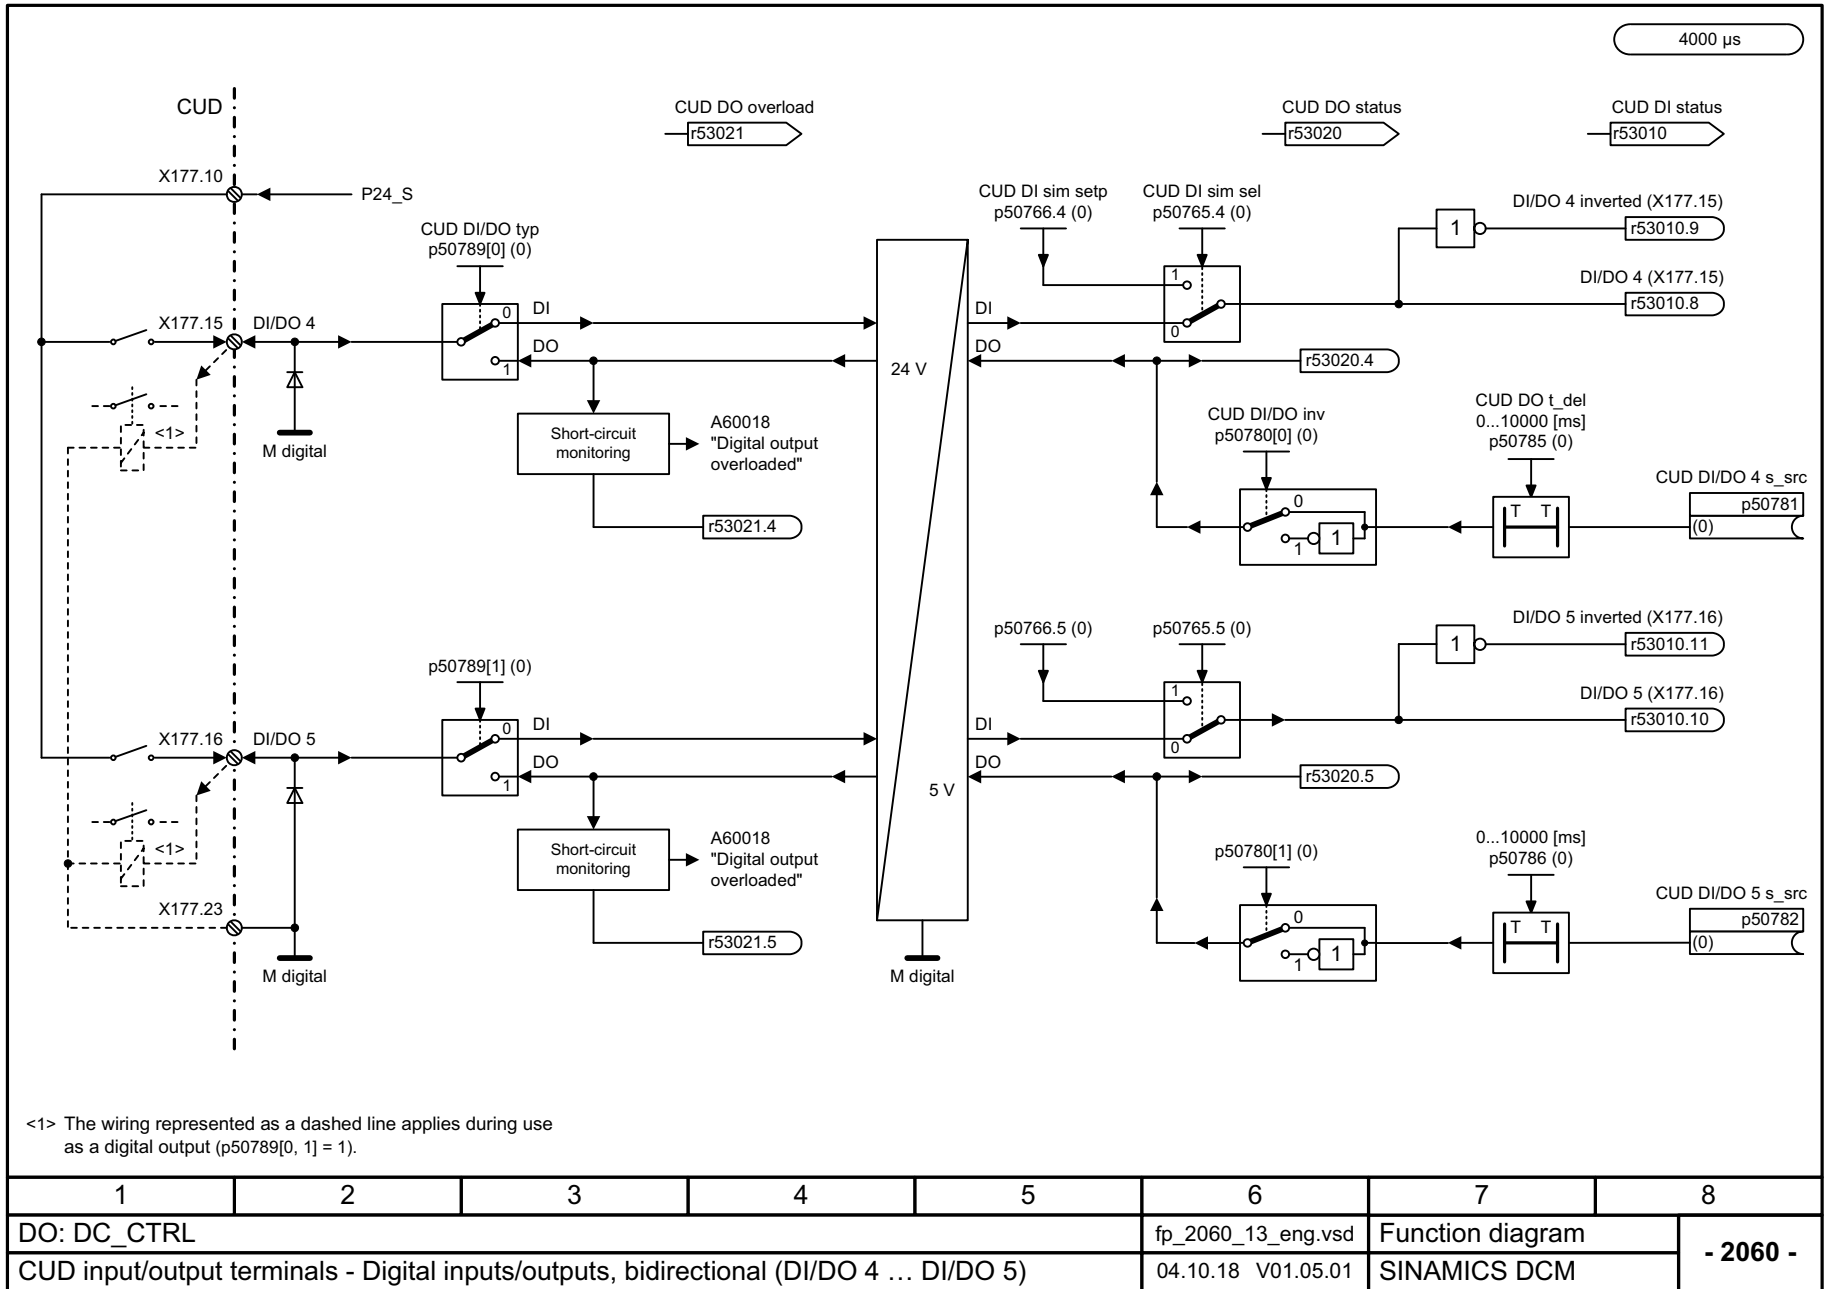 4000 µs
CUD
CUD DO overload
r53021
CUD DO status
r53020
CUD DI status
r53010
X177.10
P24_S
CUD DI/DO typ
p50789[0] (0)
CUD DI sim setp
p50766.4 (0)
CUD DI sim sel
p50765.4 (0)
DI/DO 4 inverted (X177.15)
1
r53010.9
DI/DO 4 (X177.15)
r53010.8
X177.15
DI/DO 4
0
DI
DO
1
DI
DO
1
0
24 V
r53020.4
<1>
M digital
Short-circuit
monitoring
A60018
"Digital output
overloaded"
r53021.4
CUD DI/DO inv
p50780[0] (0)
0
1
1
CUD DO t_del
0...10000 [ms]
p50785 (0)
T T
CUD DI/DO 4 s_src
p50781
(0)
p50789[1] (0)
p50766.5 (0)
p50765.5 (0)
DI/DO 5 inverted (X177.16)
1
r53010.11
DI/DO 5 (X177.16)
r53010.10
X177.16
DI/DO 5
0
DI
DO
1
DI
DO
1
0
5 V
r53020.5
<1>
X177.23
M digital
Short-circuit
monitoring
A60018
"Digital output
overloaded"
r53021.5
M digital
p50780[1] (0)
0
1
1
0...10000 [ms]
p50786 (0)
T T
CUD DI/DO 5 s_src
p50782
(0)
<1> The wiring represented as a dashed line applies during use
as a digital output (p50789[0, 1] = 1).
1 2 3 4 5 6 7 8
DO: DC_CTRL
fp_2060_13_eng.vsd
Function diagram
- 2060 -
CUD input/output terminals - Digital inputs/outputs, bidirectional (DI/DO 4 … DI/DO 5)
04.10.18 V01.05.01
SINAMICS DCM